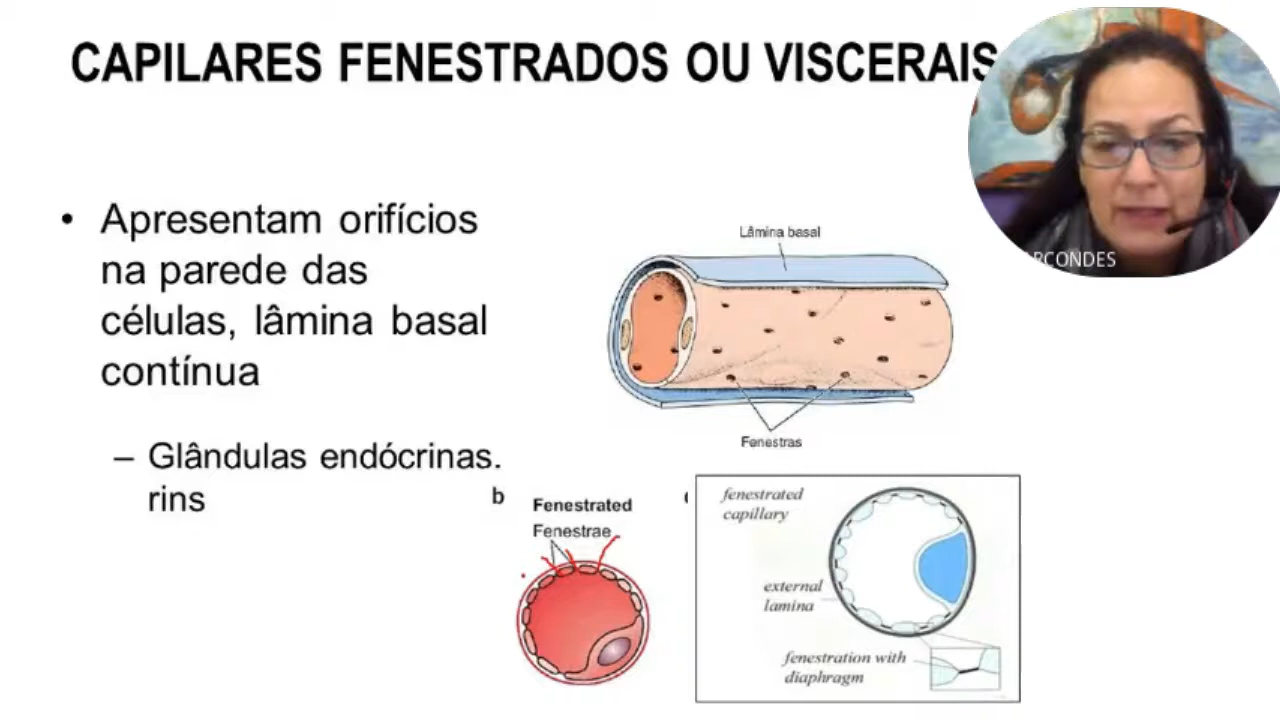 CAPILARES FENESTRADOS OU VISCERAIS
• Apresentam orifícios
na parede das
células, lâmina basal
contínua
– Glândulas endócrinas.
rins
Lâmina basal
Fenestras
b
Fenestrated
Fenestrae
fenestrated
capillary
external
lamina
fenestration with
diaphragm